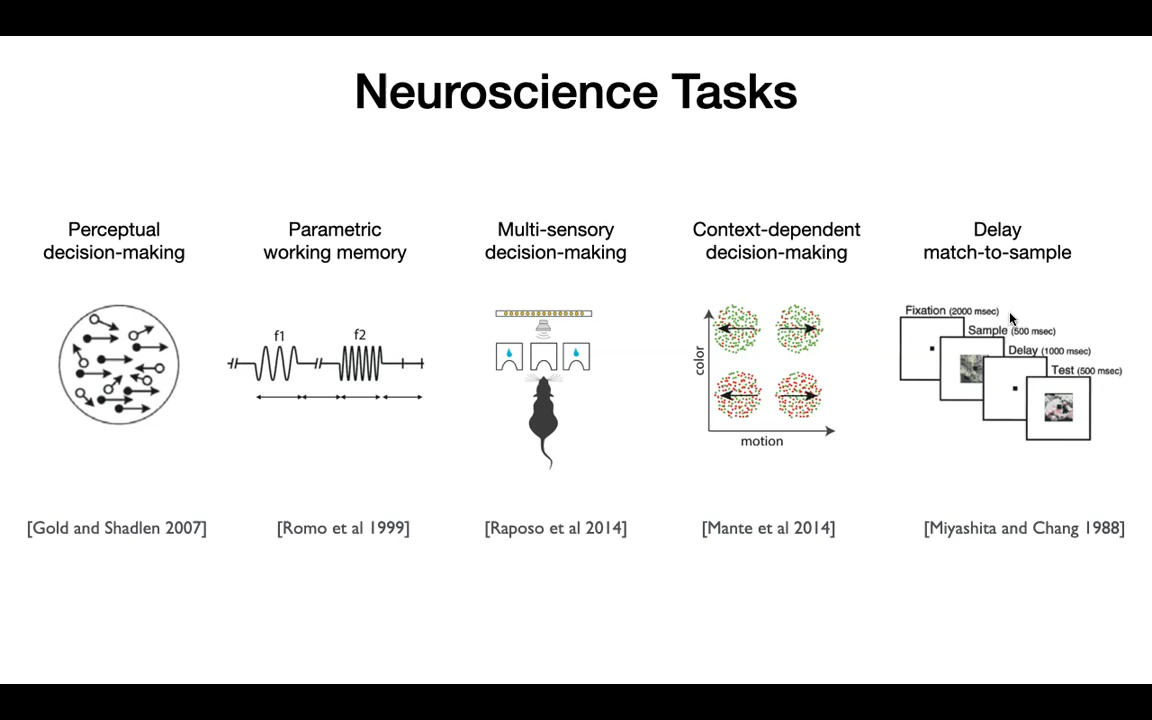 Neuroscience Tasks
Perceptual
decision-making
Parametric
working memory
Multi-sensory
decision-making
Context-dependent
decision-making
Delay
match-to-sample
f1
f2
color
motion
Fixation (2000 msec)
Sample (500 msec)
Delay (1000 msec)
Test (500 msec)
[Gold and Shadlen 2007]
[Romo et al 1999]
[Raposo et al 2014]
[Mante et al 2014]
[Miyashita and Chang 1988]